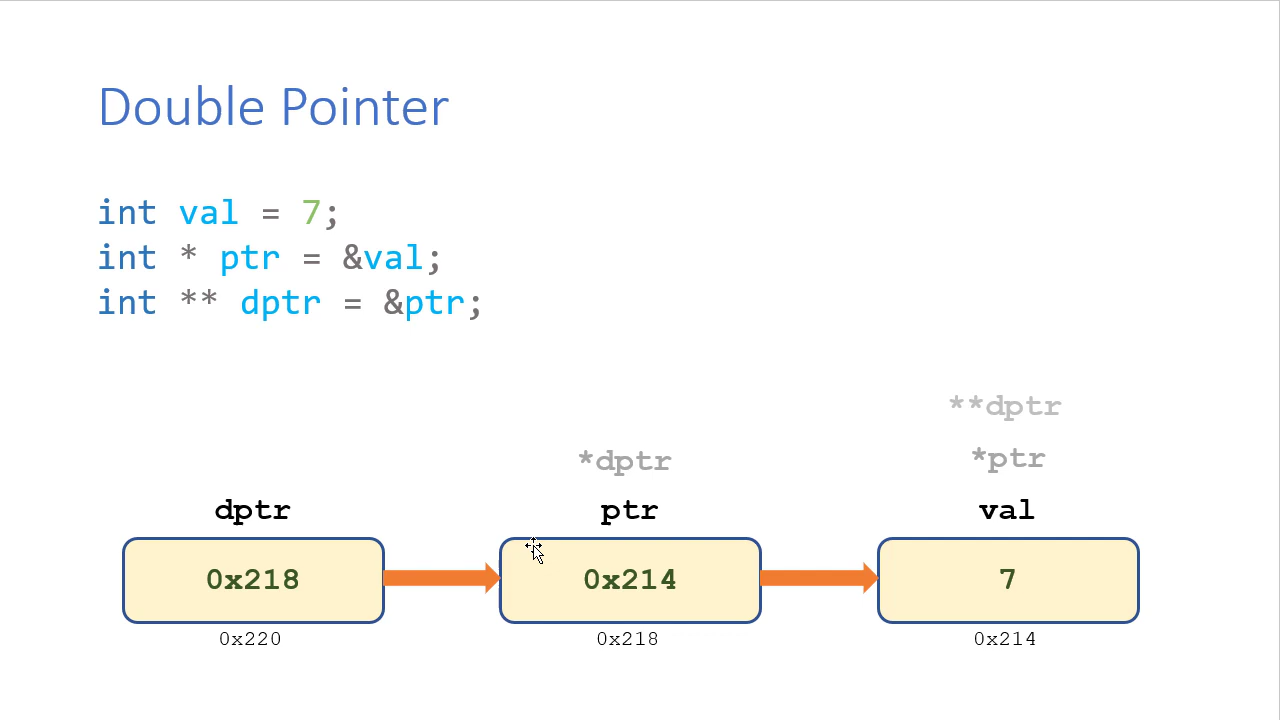 Double Pointer
int val = 7;
int * ptr = &val;
int ** dptr = &ptr;
**dptr
*dptr *ptr
dptr ptr val
0x218 0x214 7
0x220 0x218 0x214